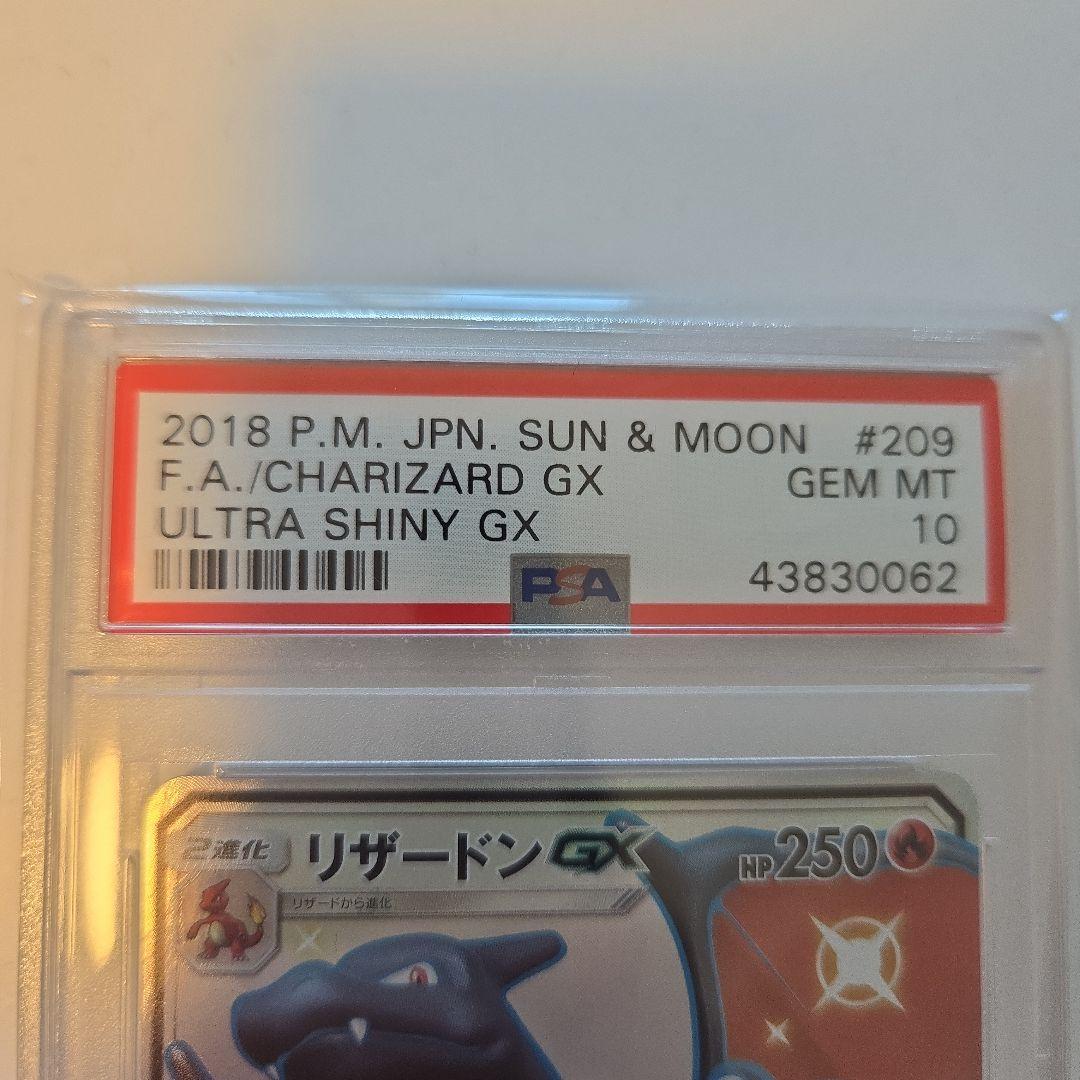 2018 P.M. JPN. SUN & MOON #209
F.A./CHARIZARD GX GEM MT
ULTRA SHINY GX 10
PSA 43830062
2進化 リザードンGX HP250
リザードから進化